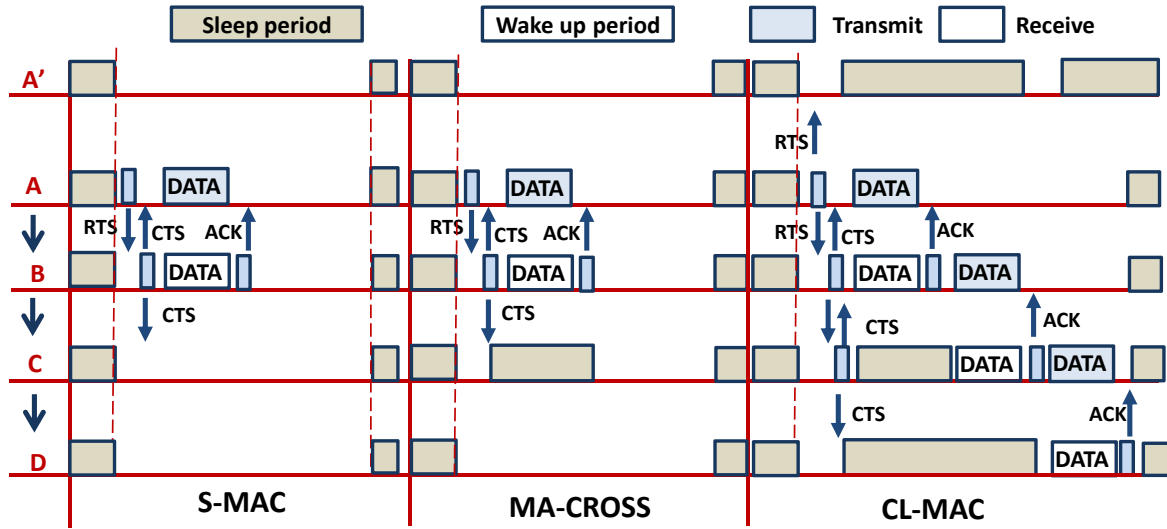 Sleep period Wake up period Transmit Receive
A'
RTS
A DATA DATA DATA
RTS CTS ACK RTS CTS ACK RTS CTS ACK
B DATA DATA DATA DATA
CTS CTS CTS ACK
C DATA DATA
CTS ACK
D DATA
S-MAC MA-CROSS CL-MAC